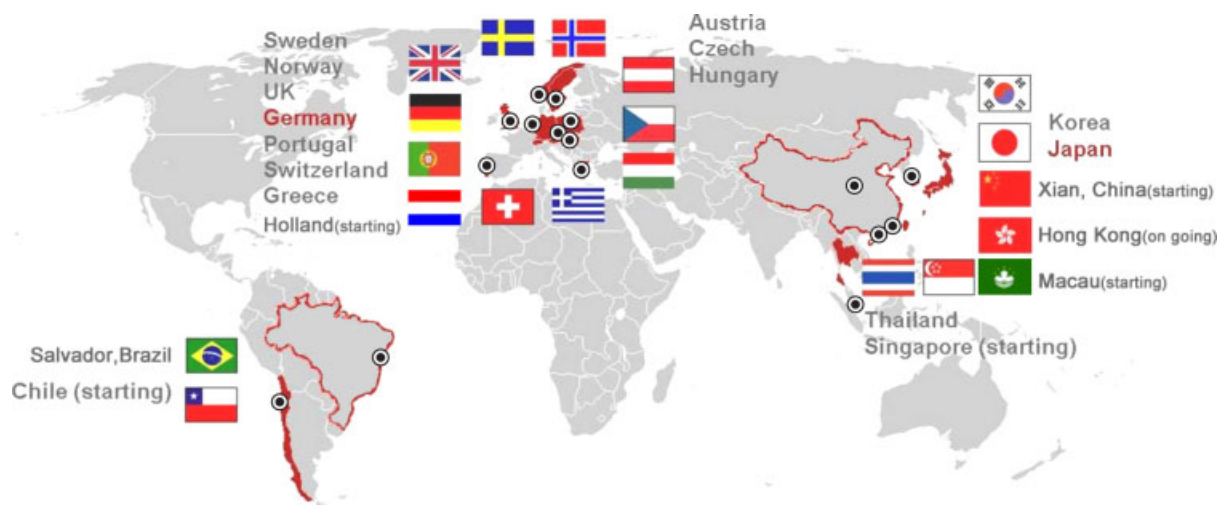 Sweden
Norway
UK
Germany
Portugal
Switzerland
Greece
Holland(starting)
Austria
Czech
Hungary
Korea
Japan
Xian, China(starting)
Hong Kong(on going)
Macau(starting)
Thailand
Singapore (starting)
Salvador,Brazil
Chile (starting)